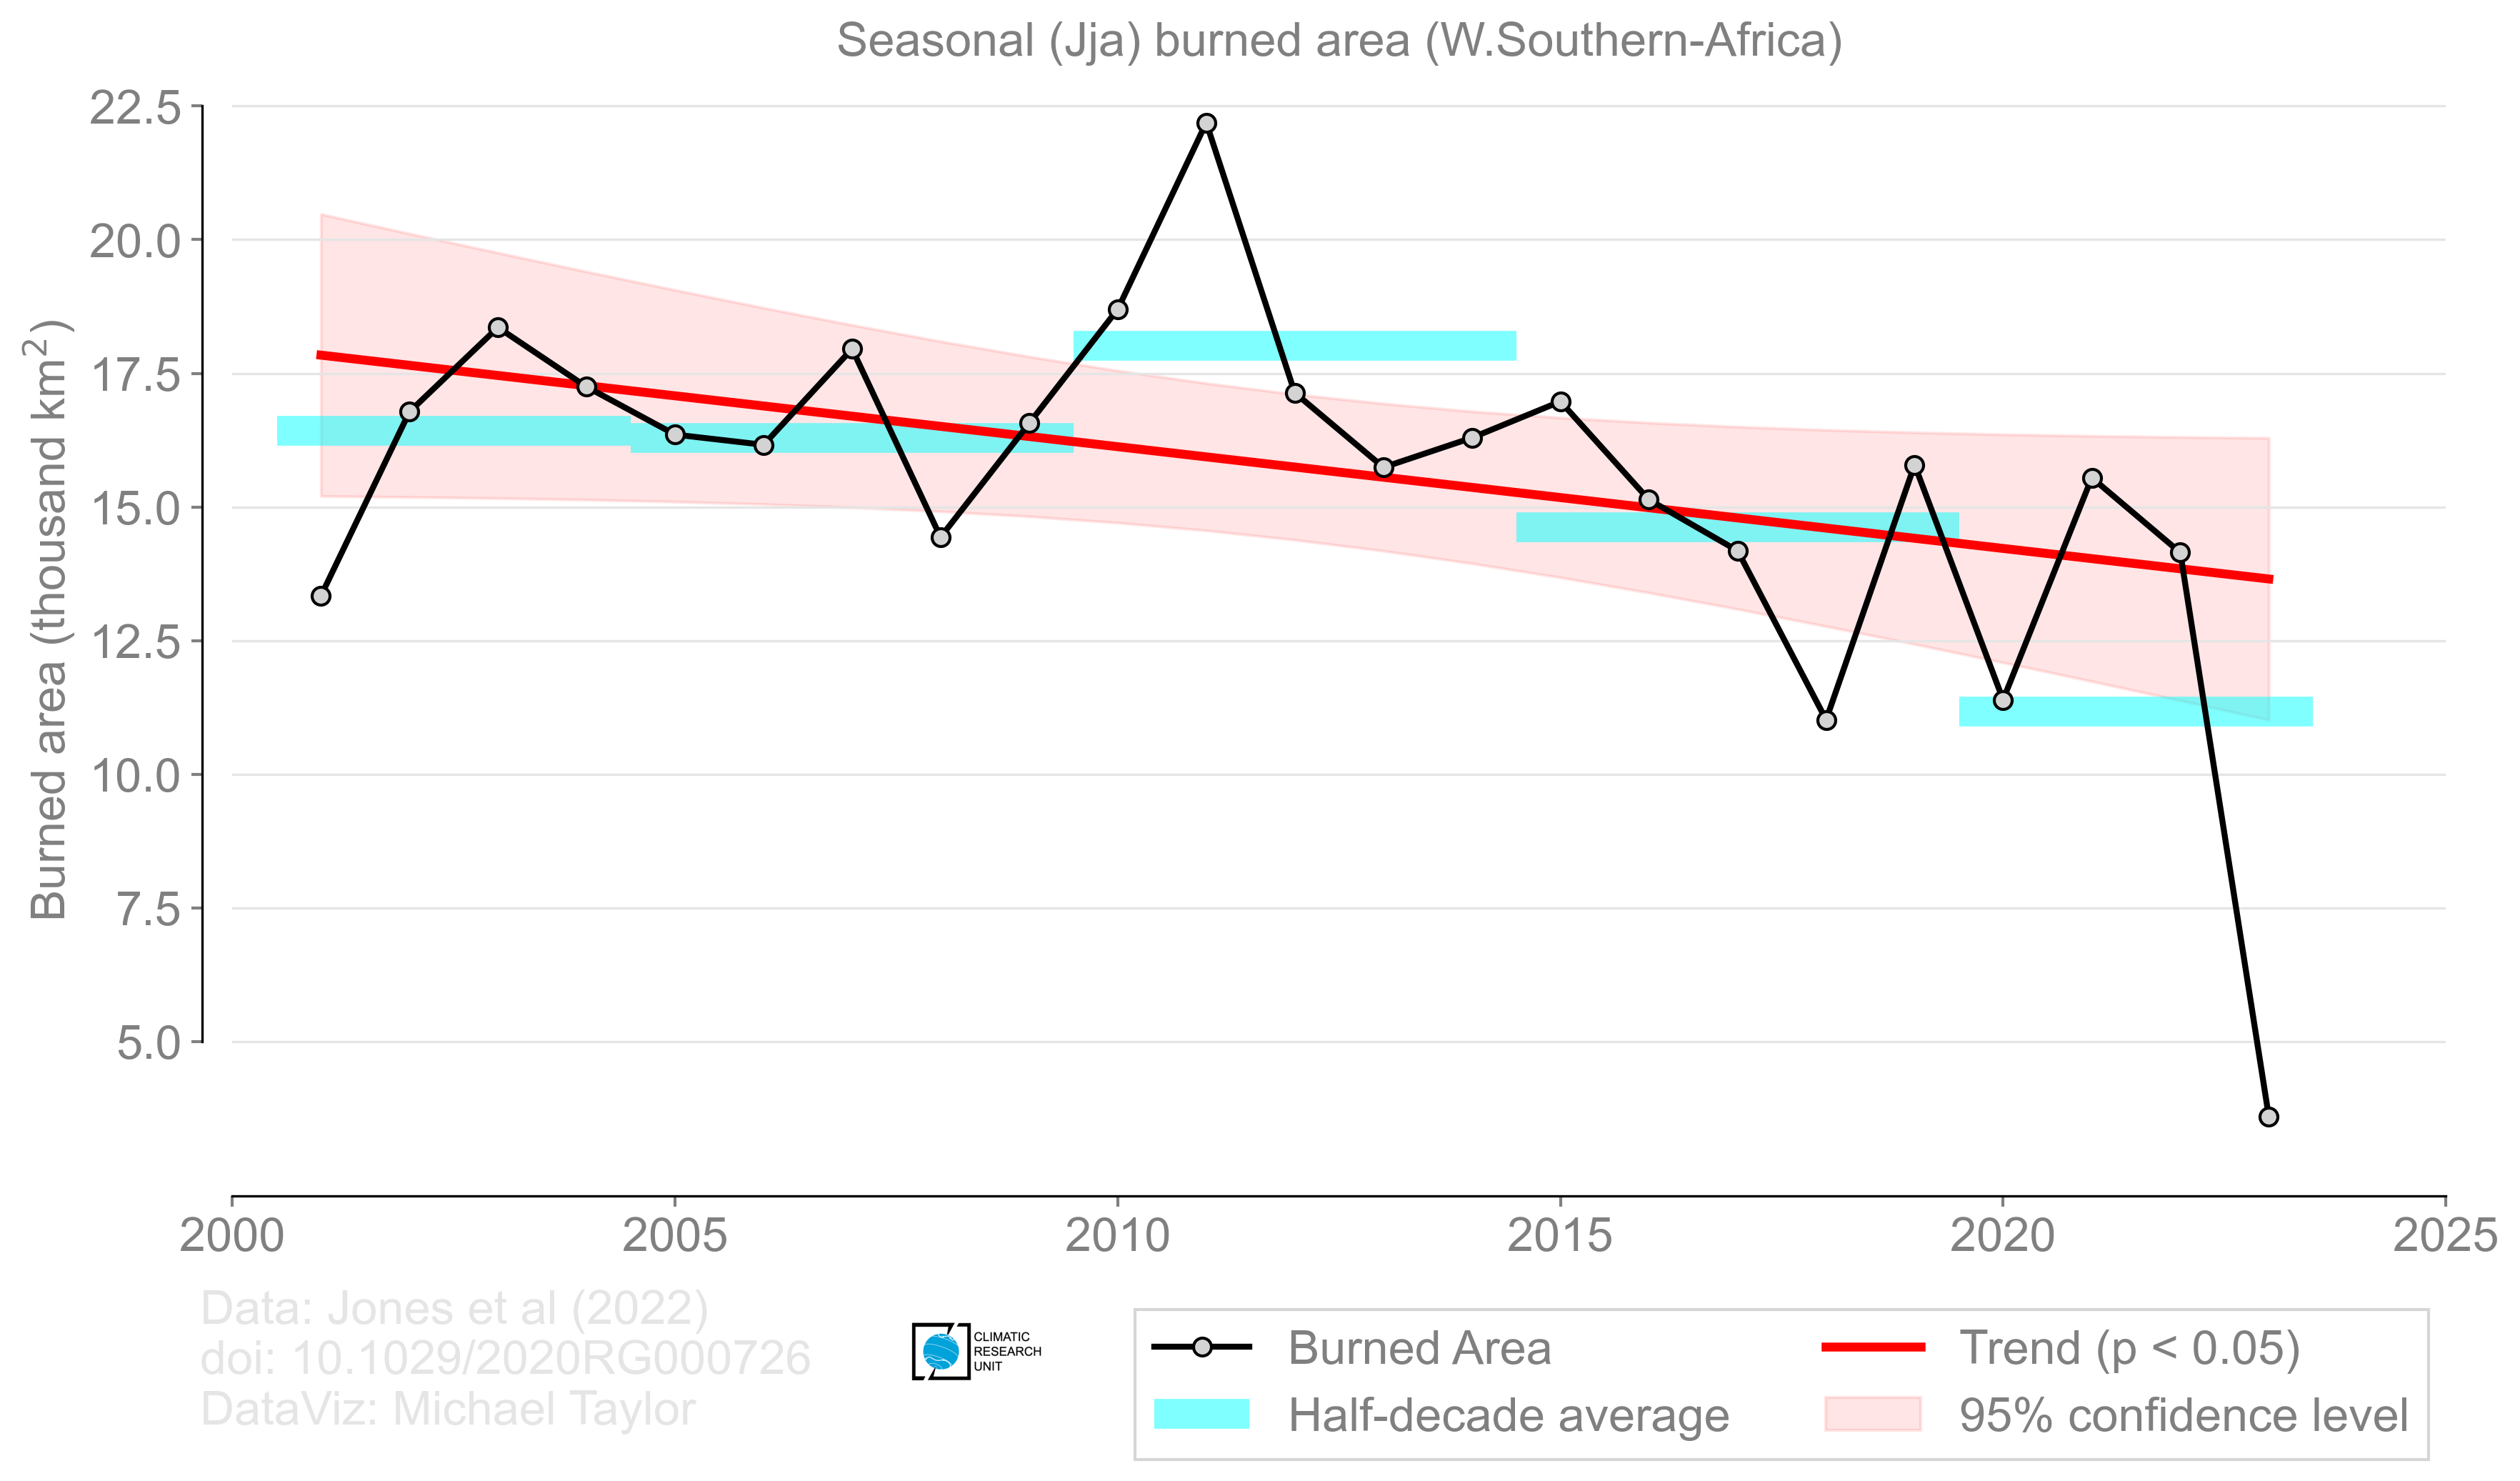 Seasonal (Jja) burned area (W.Southern-Africa)
Burned area (thousand km²)
22.5
20.0
17.5
15.0
12.5
10.0
7.5
5.0
2000 2005 2010 2015 2020 2025
Data: Jones et al (2022)
doi: 10.1029/2020RG000726
DataViz: Michael Taylor
CLIMATIC
RESEARCH
UNIT
Burned Area
Half-decade average
Trend (p < 0.05)
95% confidence level